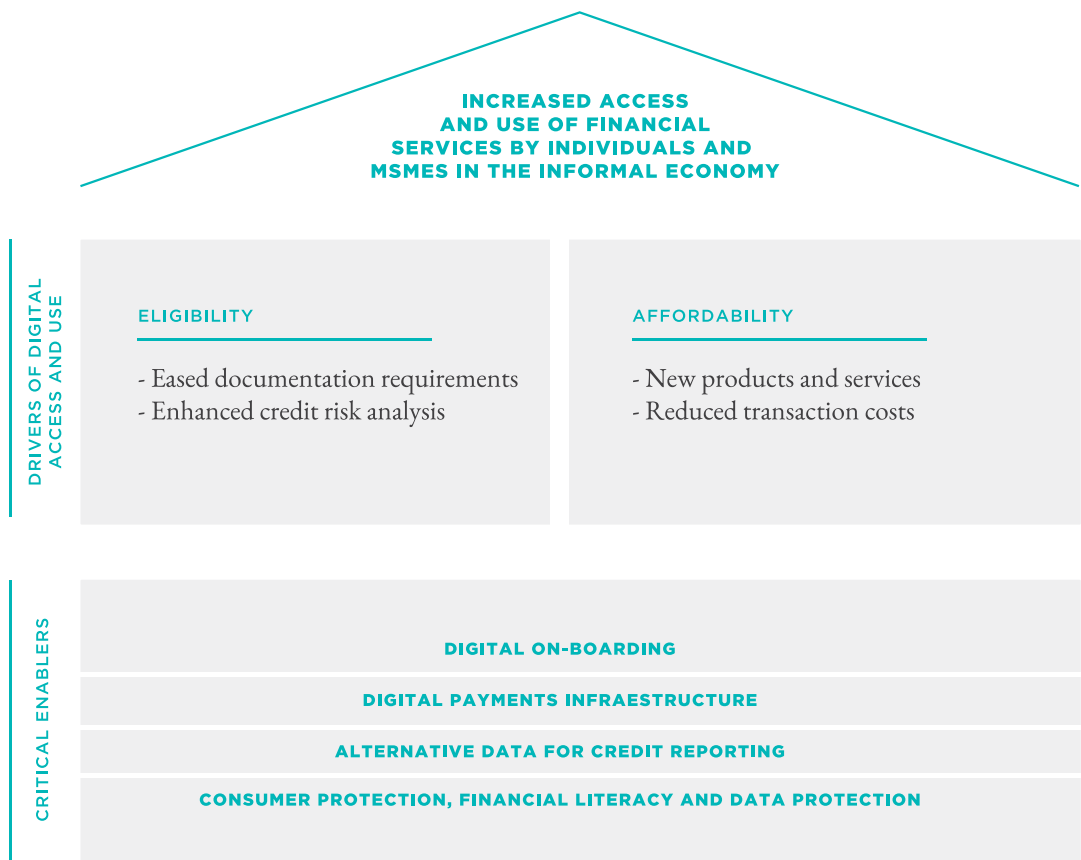 INCREASED ACCESS
AND USE OF FINANCIAL
SERVICES BY INDIVIDUALS AND
MSMES IN THE INFORMAL ECONOMY
DRIVERS OF DIGITAL
ACCESS AND USE
ELIGIBILITY
- Eased documentation requirements
- Enhanced credit risk analysis
AFFORDABILITY
- New products and services
- Reduced transaction costs
CRITICAL ENABLERS
DIGITAL ON-BOARDING
DIGITAL PAYMENTS INFRAESTRUCTURE
ALTERNATIVE DATA FOR CREDIT REPORTING
CONSUMER PROTECTION, FINANCIAL LITERACY AND DATA PROTECTION